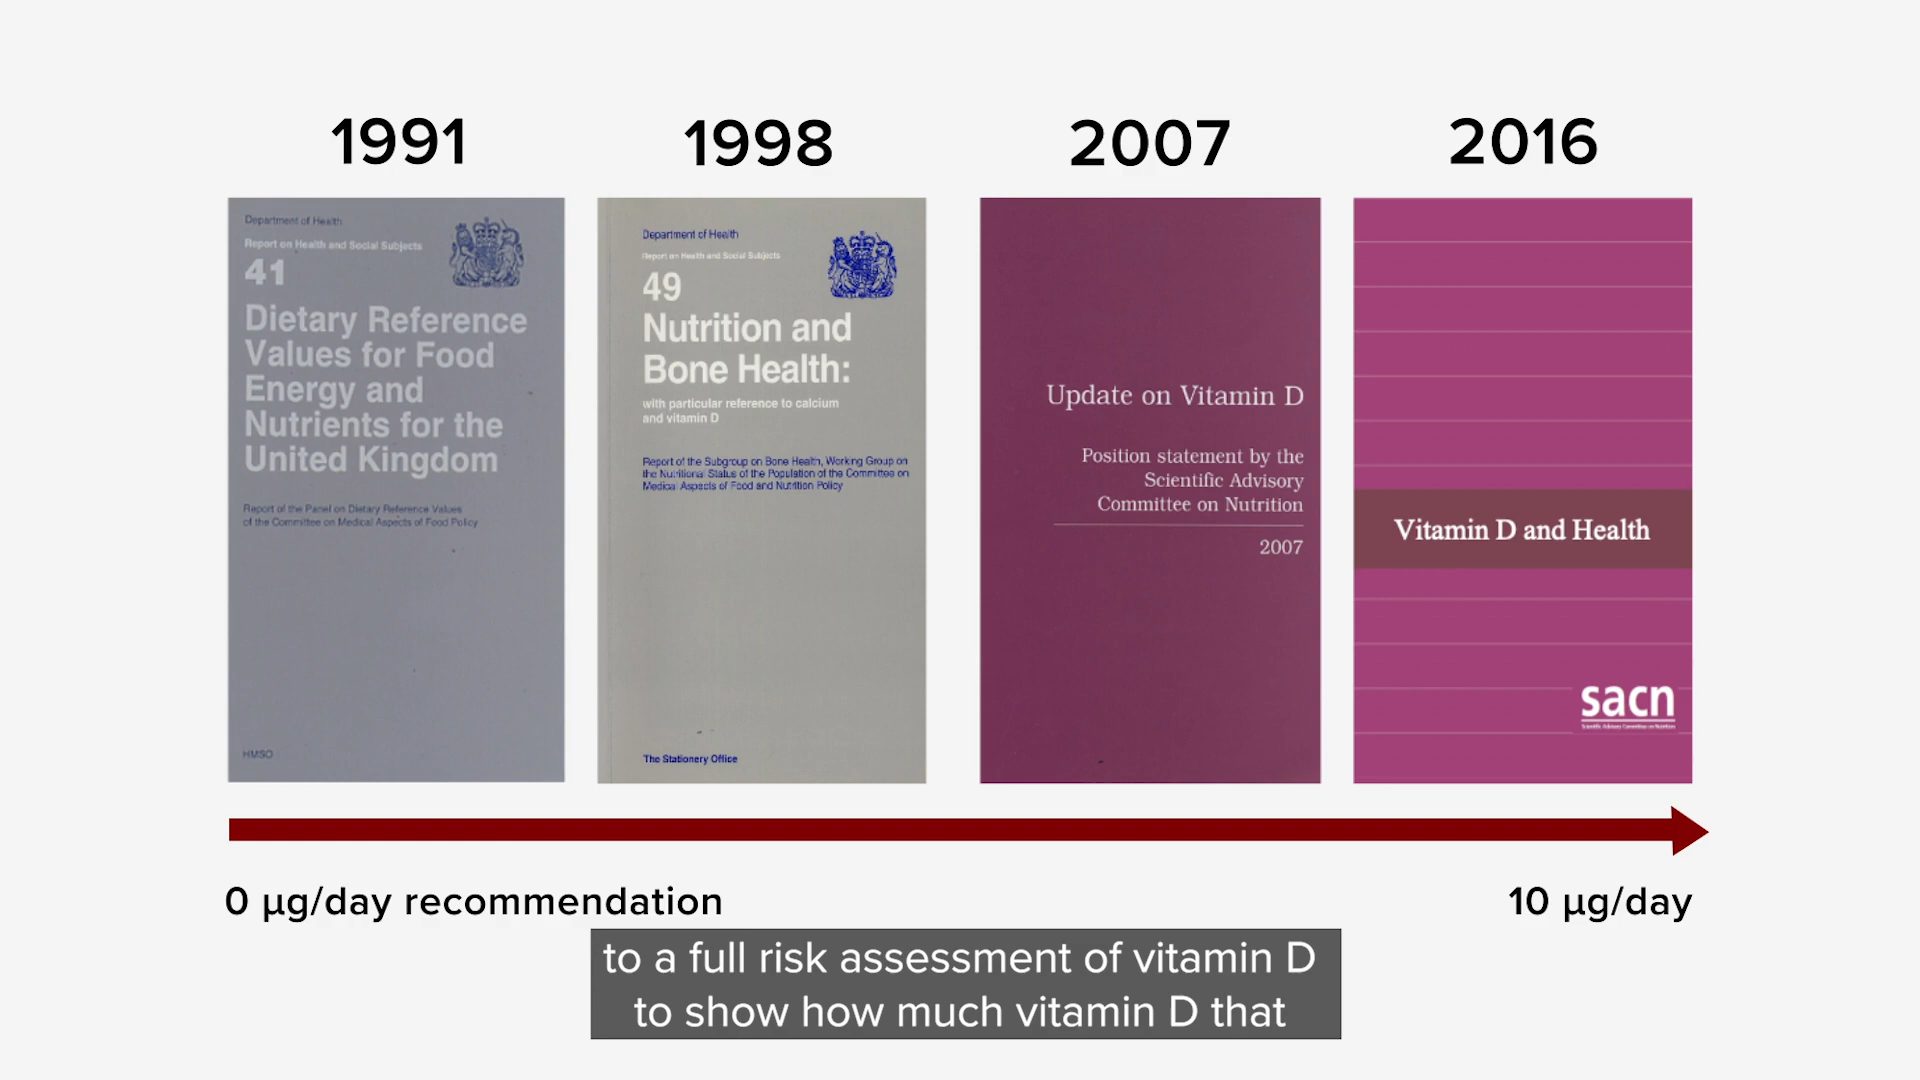 1991
1998
2007
2016
Department of Health
Report on Health and Social Subjects
41
Dietary Reference
Values for Food
Energy and
Nutrients for the
United Kingdom
Report of the Panel on Dietary Reference Values
of the Committee on Medical Aspects of Food Policy
HMSO
Department of Health
Report on Health and Social Subjects
49
Nutrition and
Bone Health:
with particular reference to calcium
and vitamin D
Report of the Subgroup on Bone Health, Working Group on
the Nutritional Status of the Population of the Committee on
Medical Aspects of Food and Nutrition Policy
The Stationery Office
Update on Vitamin D
Position statement by the
Scientific Advisory
Committee on Nutrition
2007
Vitamin D and Health
sacn
Scientific Advisory Committee on Nutrition
0 µg/day recommendation
10 µg/day
to a full risk assessment of vitamin D
to show how much vitamin D that